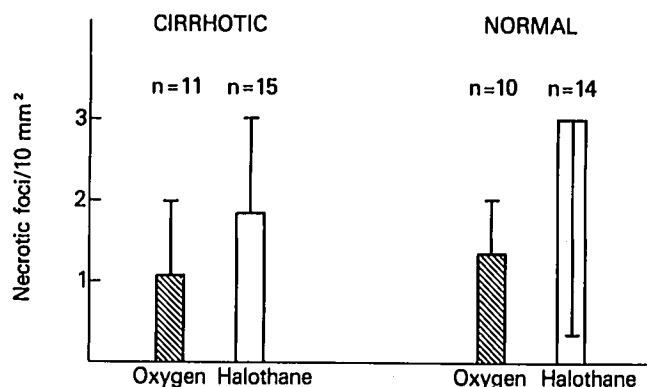 CIRRHOTIC NORMAL
n=11 n=15 n=10 n=14
Necrotic foci/10 mm²
3
2
1
Oxygen Halothane Oxygen Halothane